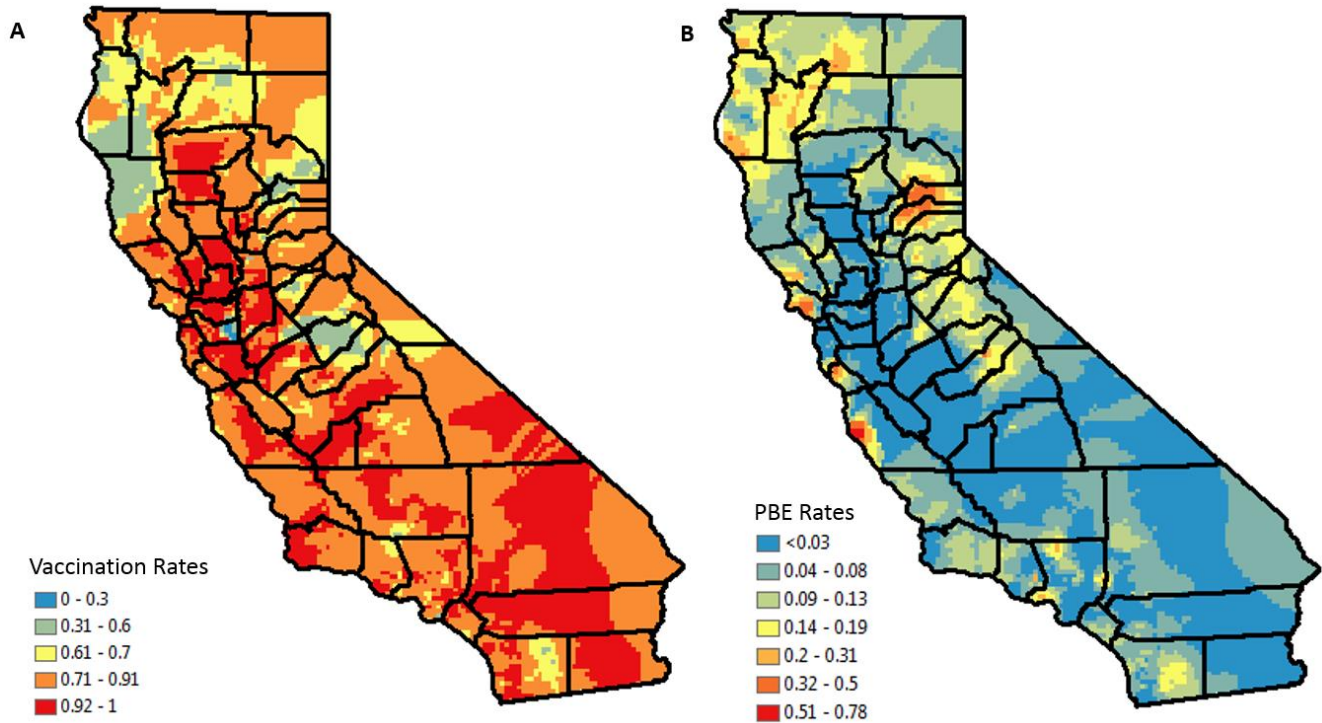 A
B
Vaccination Rates
0 - 0.3
0.31 - 0.6
0.61 - 0.7
0.71 - 0.91
0.92 - 1
PBE Rates
<0.03
0.04 - 0.08
0.09 - 0.13
0.14 - 0.19
0.2 - 0.31
0.32 - 0.5
0.51 - 0.78